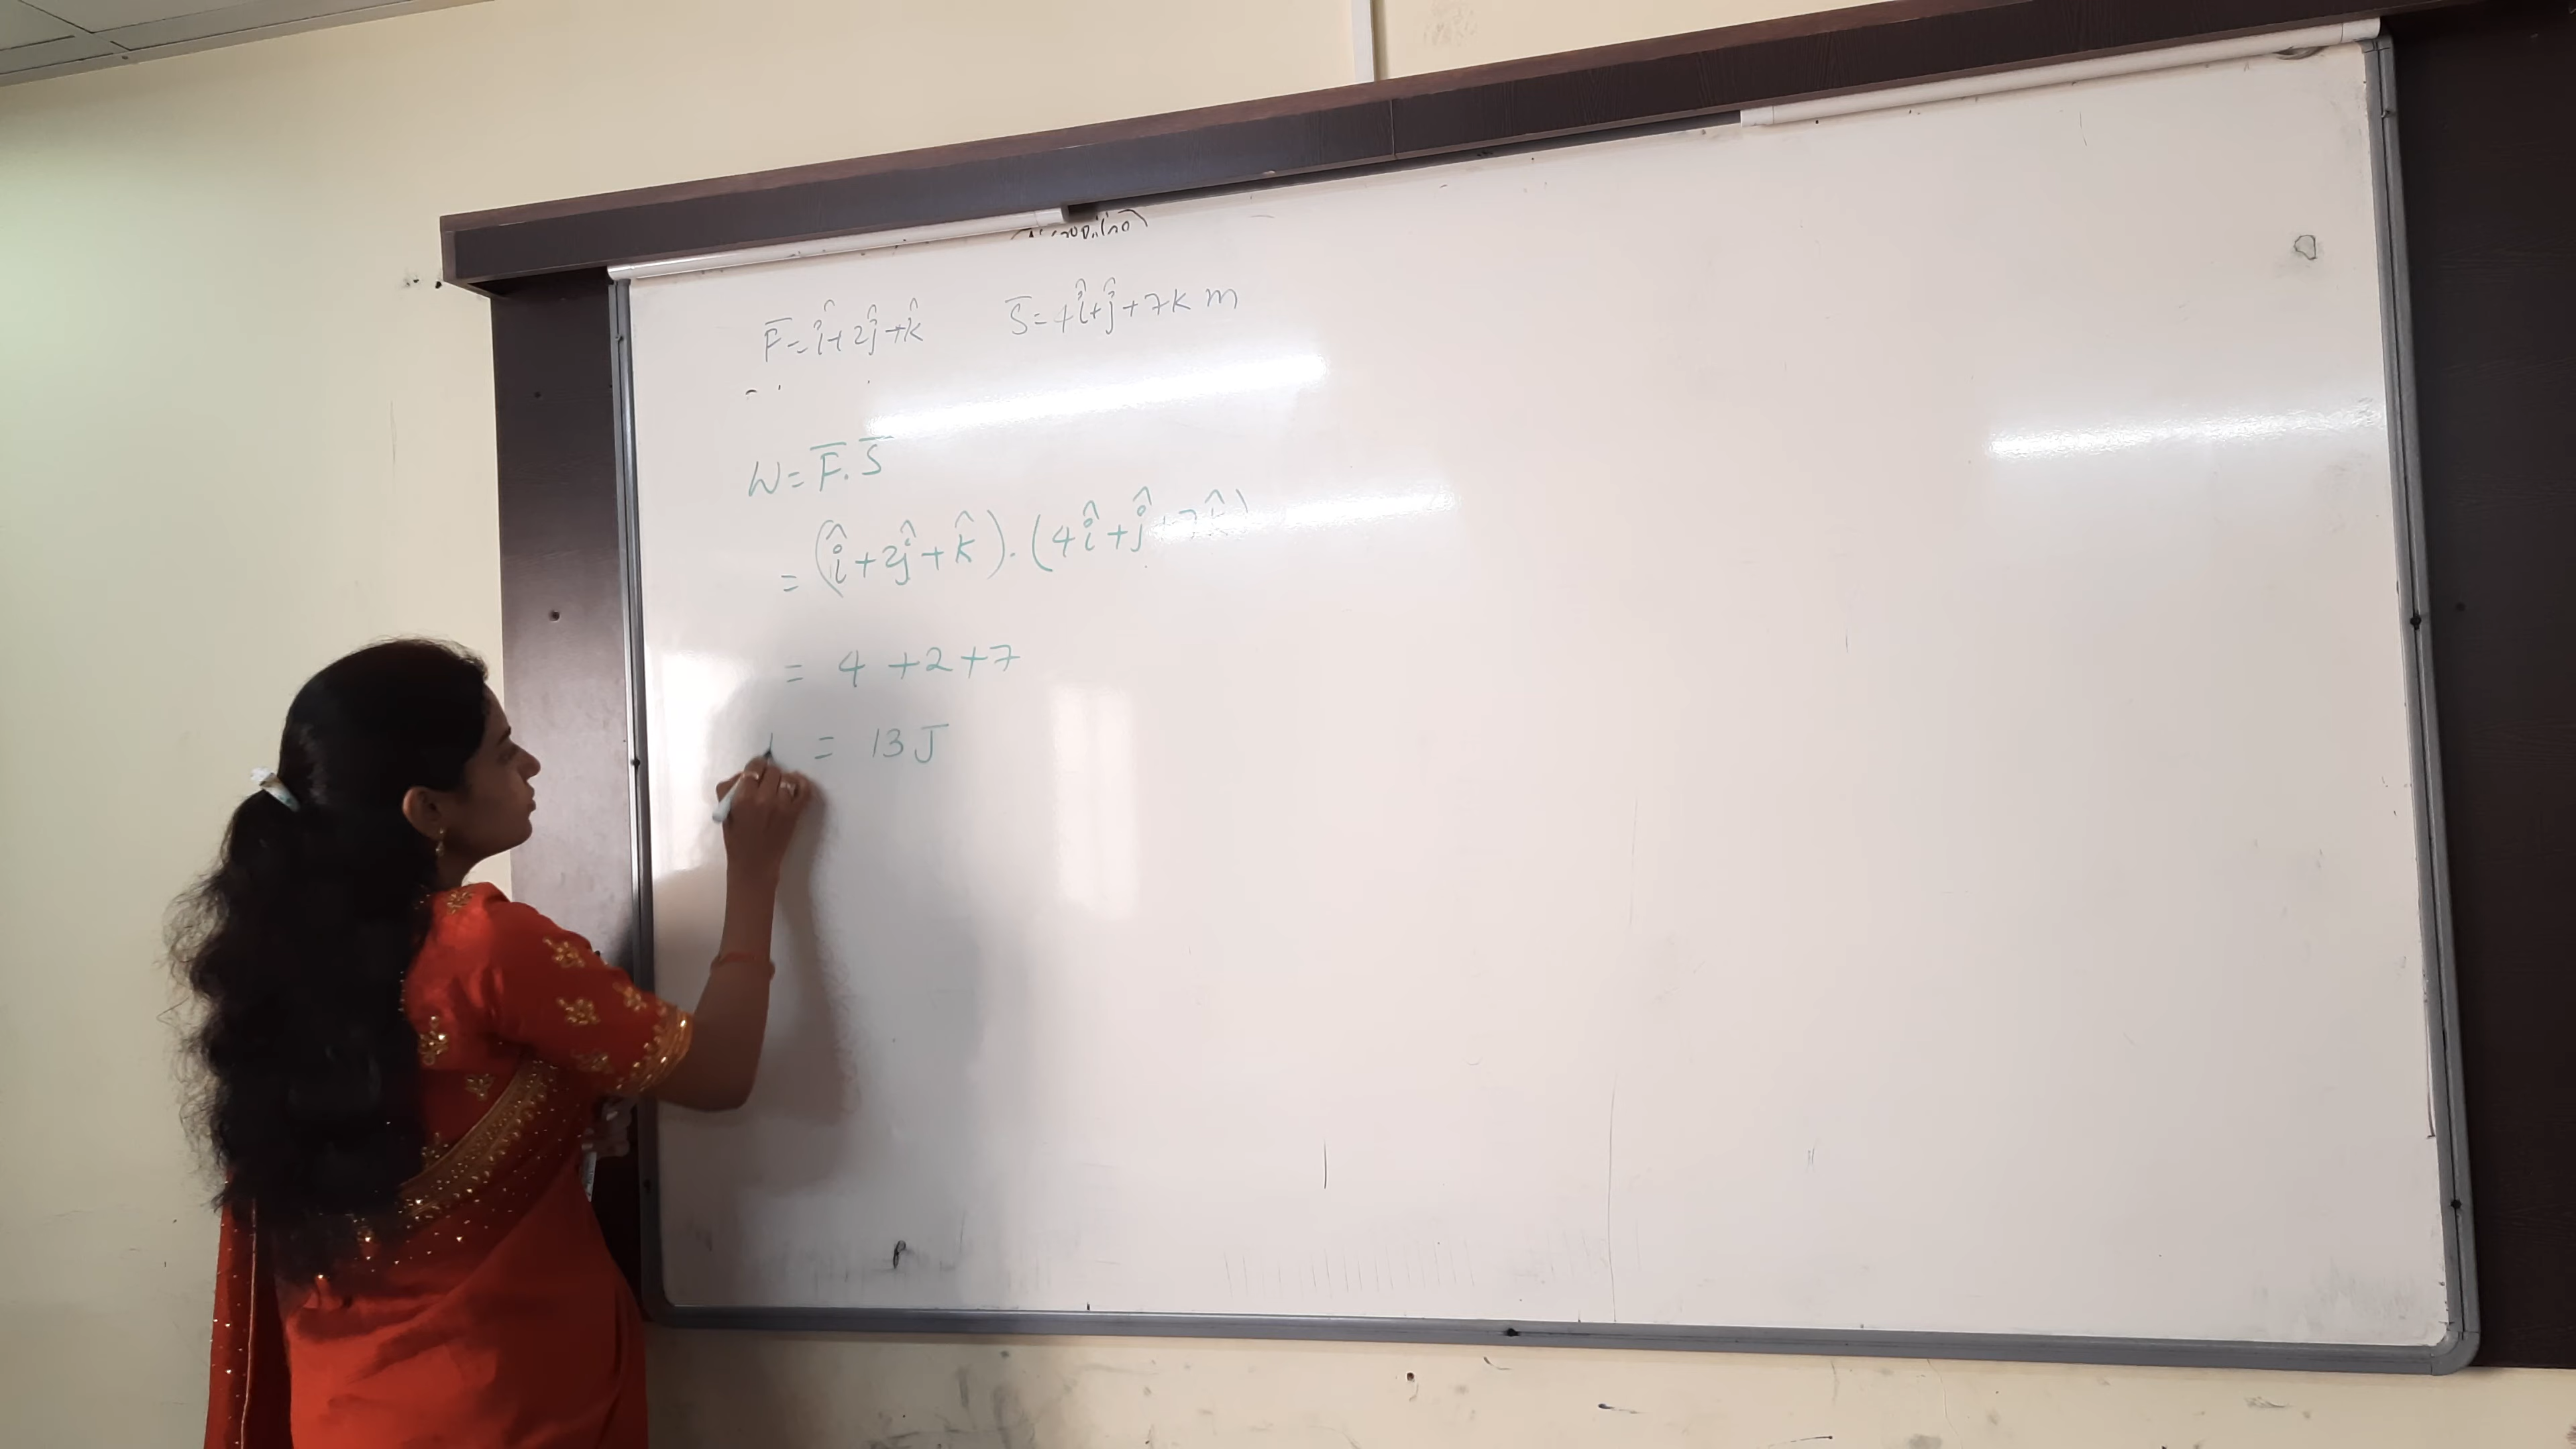 F̅ = î + 2ĵ + k̂ S̅ = 4î + ĵ + 7k m
W = F̅ . S̅
= (î + 2ĵ + k̂) . (4î + ĵ + 7k̂)
= 4 + 2 + 7
= 13 J